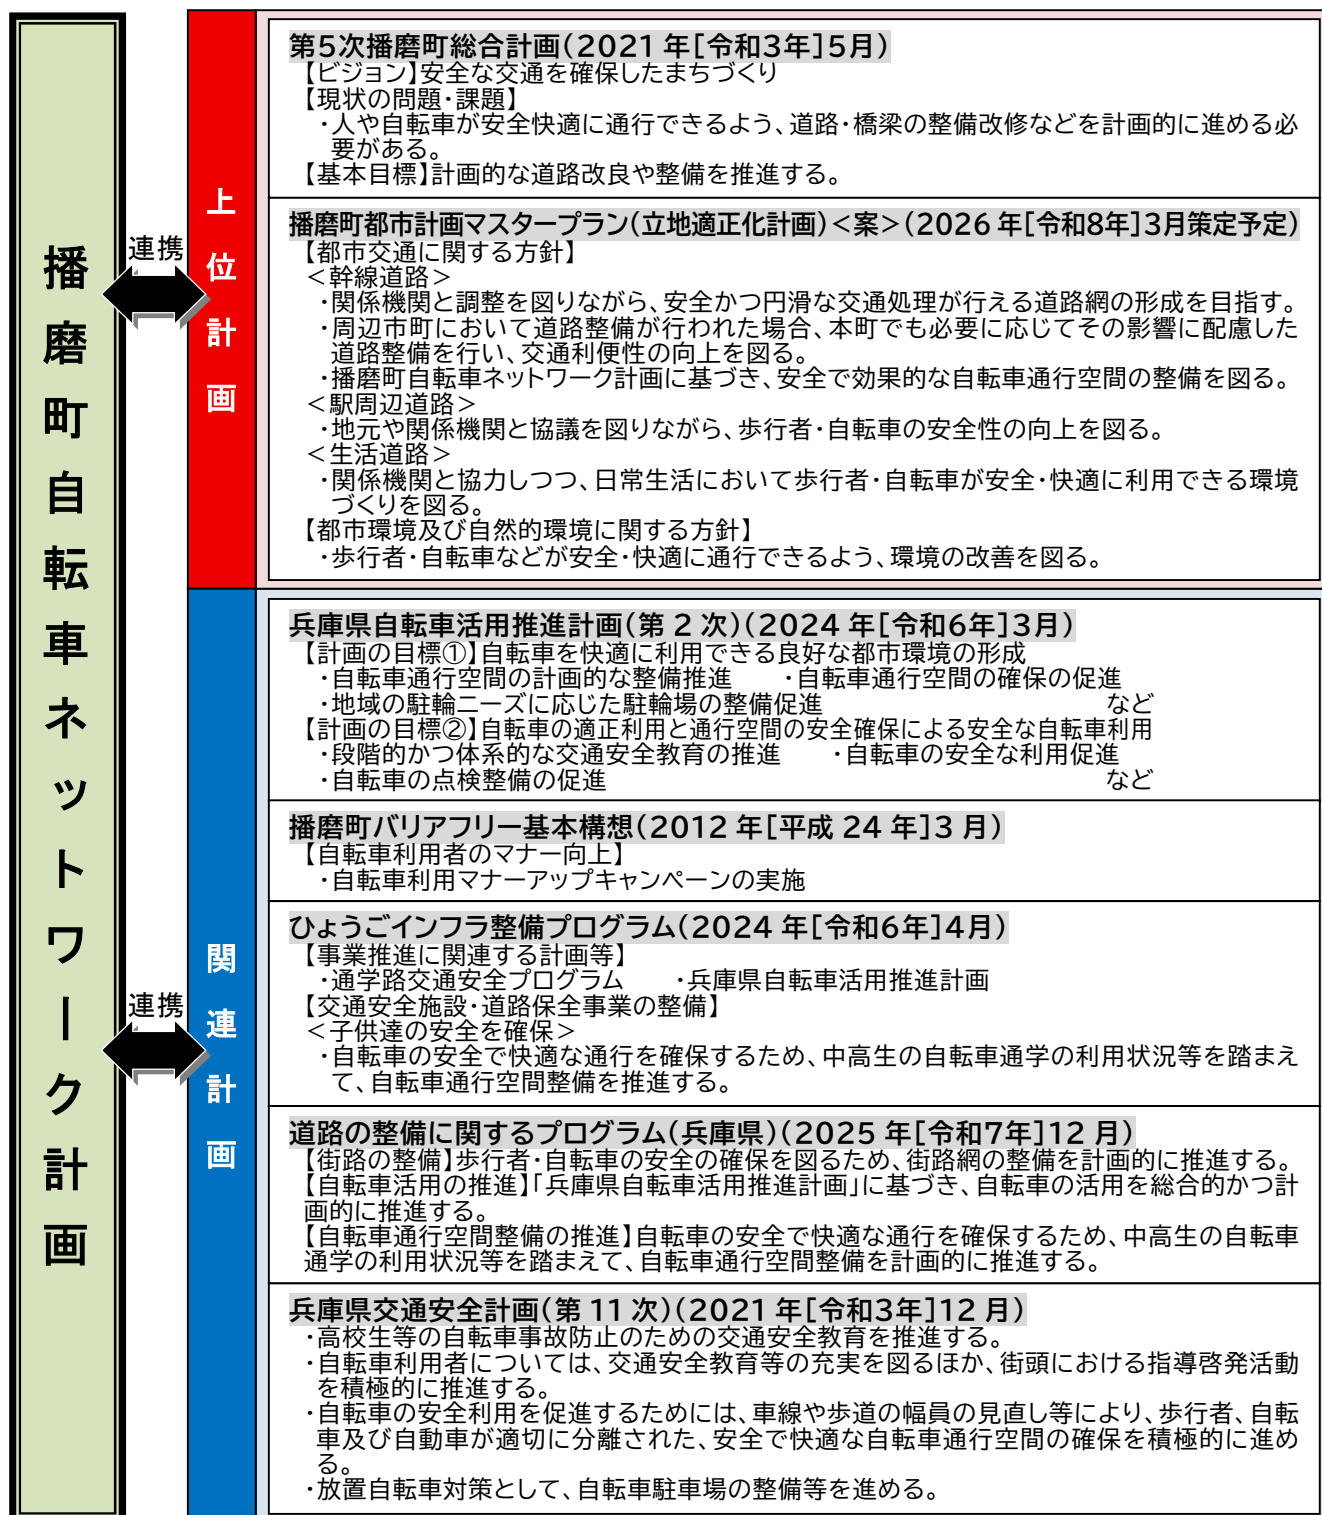 播磨町自転車ネットワーク計画
連携
上位計画
第5次播磨町総合計画(2021年[令和3年]5月)
【ビジョン】安全な交通を確保したまちづくり
【現状の問題・課題】
・人や自転車が安全快適に通行できるよう、道路・橋梁の整備改修などを計画的に進める必
要がある。
【基本目標】計画的な道路改良や整備を推進する。
播磨町都市計画マスタープラン(立地適正化計画)<案>(2026年[令和8年]3月策定予定)
【都市交通に関する方針】
<幹線道路>
・関係機関と調整を図りながら、安全かつ円滑な交通処理が行える道路網の形成を目指す。
・周辺市町において道路整備が行われた場合、本町でも必要に応じてその影響に配慮した
道路整備を行い、交通利便性の向上を図る。
・播磨町自転車ネットワーク計画に基づき、安全で効果的な自転車通行空間の整備を図る。
<駅周辺道路>
・地元や関係機関と協議を図りながら、歩行者・自転車の安全性の向上を図る。
<生活道路>
・関係機関と協力しつつ、日常生活において歩行者・自転車が安全・快適に利用できる環境
づくりを図る。
【都市環境及び自然的環境に関する方針】
・歩行者・自転車などが安全・快適に通行できるよう、環境の改善を図る。
連携
関連計画
兵庫県自転車活用推進計画(第2次)(2024年[令和6年]3月)
【計画の目標①】自転車を快適に利用できる良好な都市環境の形成
・自転車通行空間の計画的な整備推進 ・自転車通行空間の確保の促進
・地域の駐輪ニーズに応じた駐輪場の整備促進 など
【計画の目標②】自転車の適正利用と通行空間の安全確保による安全な自転車利用
・段階的かつ体系的な交通安全教育の推進 ・自転車の安全な利用促進
・自転車の点検整備の促進 など
播磨町バリアフリー基本構想(2012年[平成24年]3月)
【自転車利用者のマナー向上】
・自転車利用マナーアップキャンペーンの実施
ひょうごインフラ整備プログラム(2024年[令和6年]4月)
【事業推進に関連する計画等】
・通学路交通安全プログラム ・兵庫県自転車活用推進計画
【交通安全施設・道路保全事業の整備】
<子供達の安全を確保>
・自転車の安全で快適な通行を確保するため、中高生の自転車通学の利用状況等を踏まえ
て、自転車通行空間整備を推進する。
道路の整備に関するプログラム(兵庫県)(2025年[令和7年]12月)
【街路の整備】歩行者・自転車の安全の確保を図るため、街路網の整備を計画的に推進する。
【自転車活用の推進】「兵庫県自転車活用推進計画」に基づき、自転車の活用を総合的かつ計
画的に推進する。
【自転車通行空間整備の推進】自転車の安全で快適な通行を確保するため、中高生の自転車
通学の利用状況等を踏まえて、自転車通行空間整備を計画的に推進する。
兵庫県交通安全計画(第11次)(2021年[令和3年]12月)
・高校生等の自転車事故防止のための交通安全教育を推進する。
・自転車利用者については、交通安全教育等の充実を図るほか、街頭における指導啓発活動
を積極的に推進する。
・自転車の安全利用を促進するためには、車線や歩道の幅員の見直し等により、歩行者、自転
車及び自動車が適切に分離された、安全で快適な自転車通行空間の確保を積極的に進め
る。
・放置自転車対策として、自転車駐車場の整備等を進める。